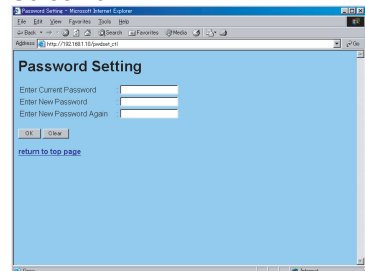 Password Setting - Microsoft Internet Explorer
File Edit View Favorites Tools Help
Back Search Favorites Media
Address http://192.168.1.10/pwdset_ctl Go
Password Setting
Enter Current Password :
Enter New Password :
Enter New Password Again :
OK Clear
return to top page
Done Internet